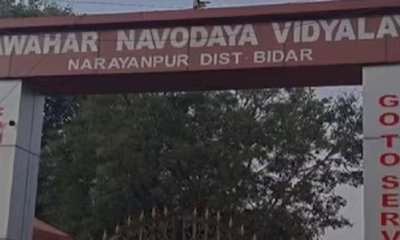 AWAHAR NAVODAYA VIDYALAY
NARAYANPUR DIST BIDAR
GO TO SERV